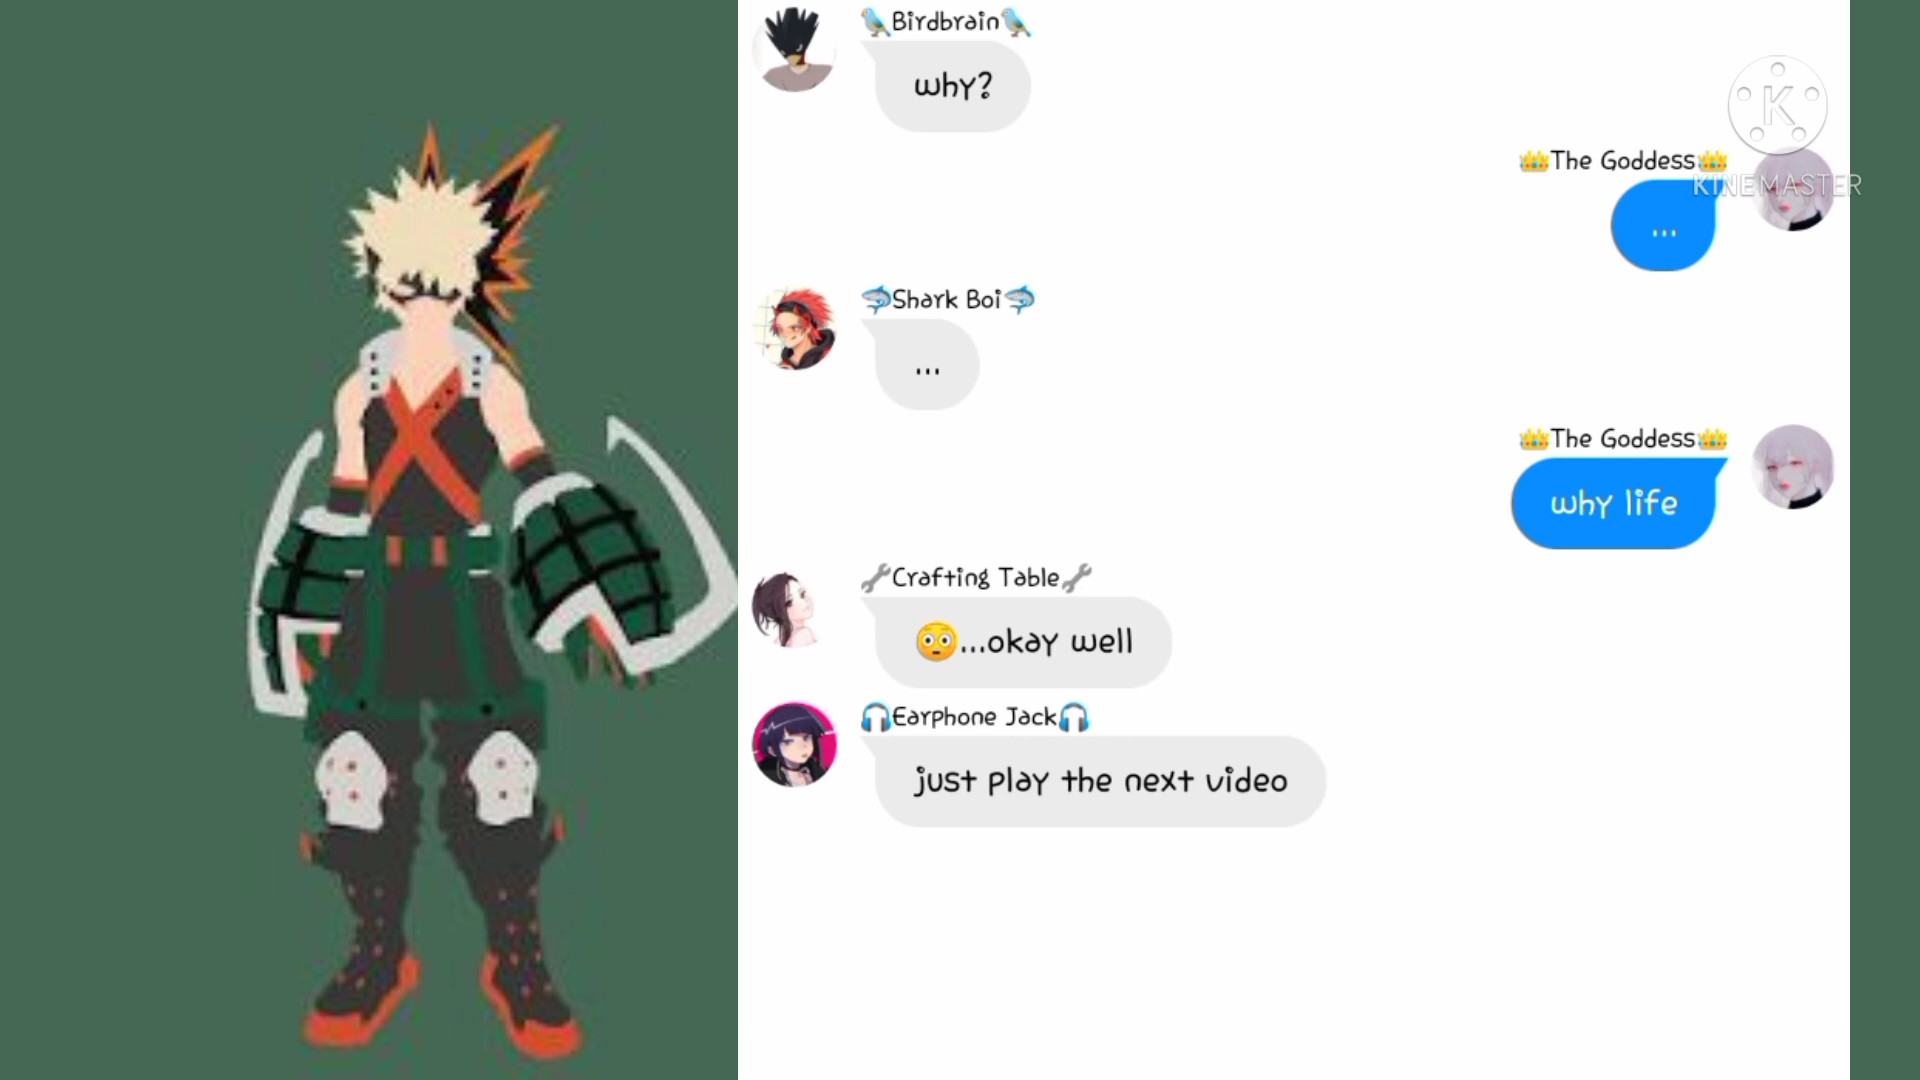 🐦Birdbrain🐦
why?
👑The Goddess👑
...
🦈Shark Boi🦈
...
👑The Goddess👑
why life
🔧Crafting Table🔧
😳...okay well
🎧Earphone Jack🎧
just play the next video
K
KINEMASTER